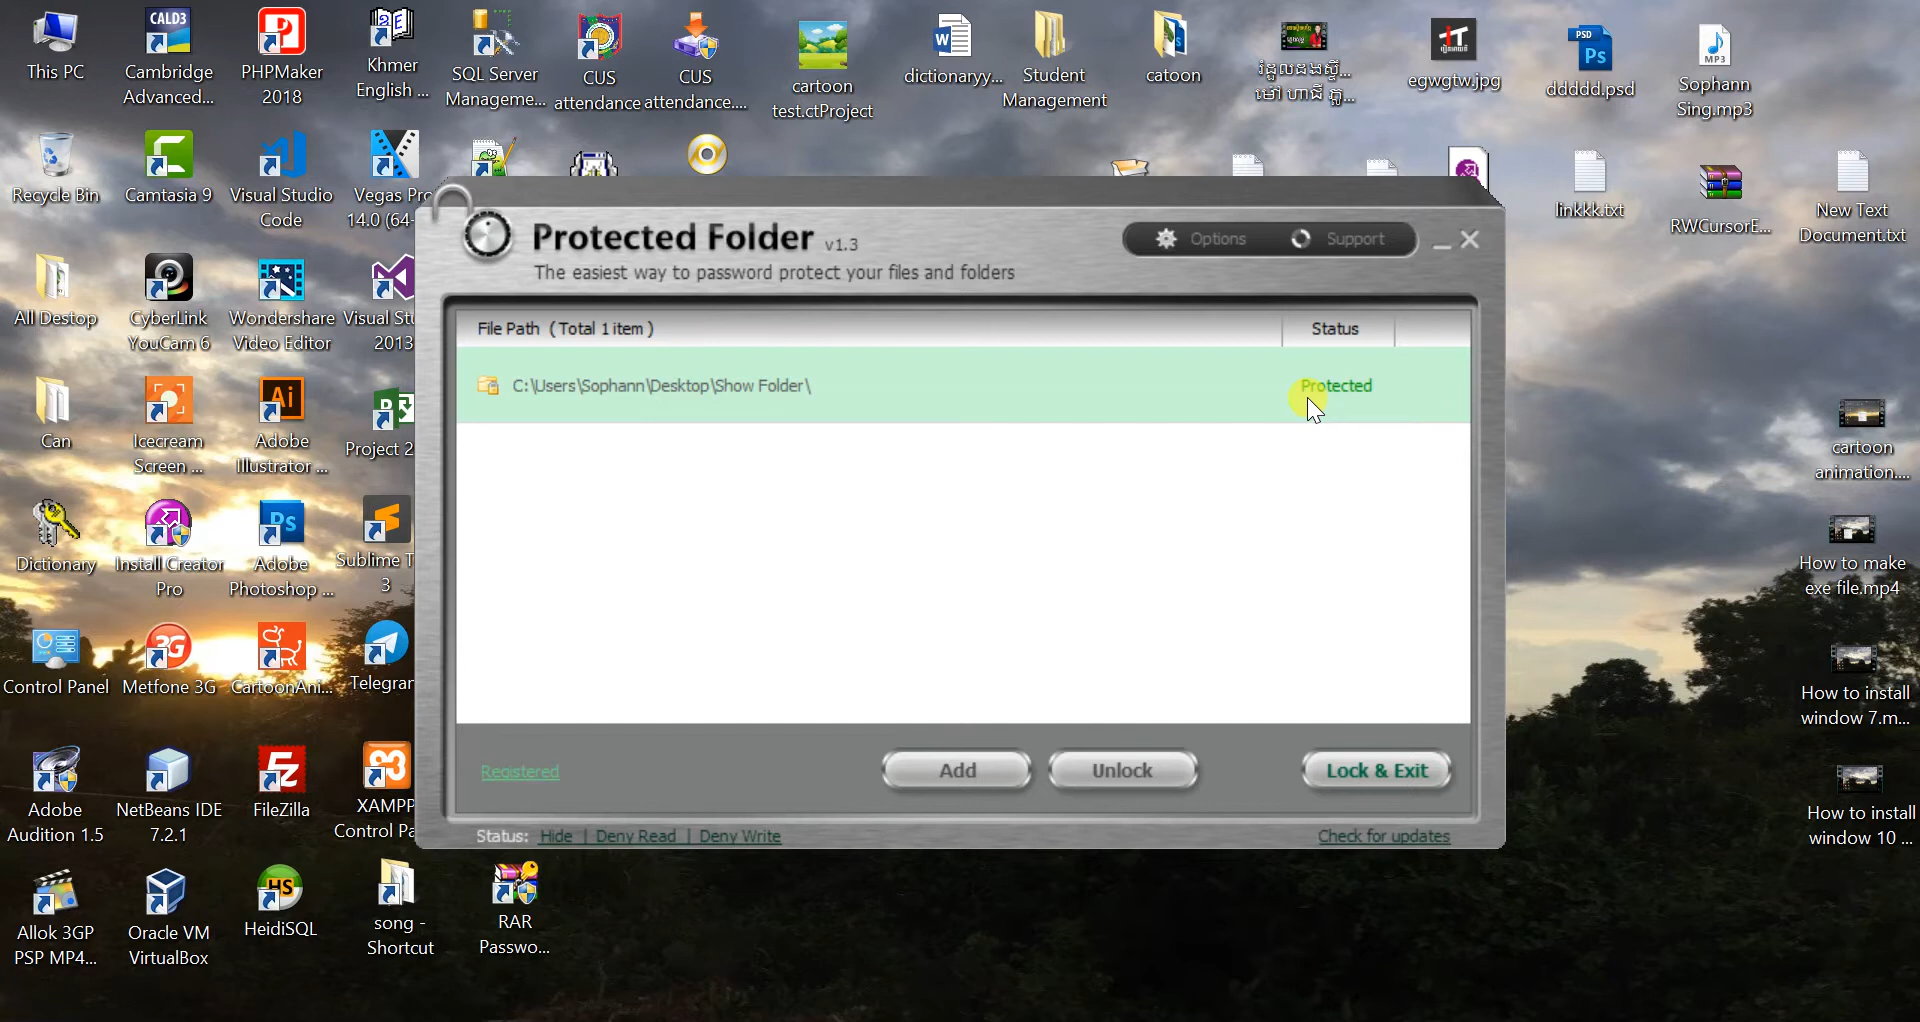 This PC
Cambridge
Advanced...
PHPMaker
2018
Khmer
English ...
SQL Server
Manageme...
CUS
attendance
CUS
attendance....
cartoon
test.ctProject
dictionaryy...
Student
Management
catoon
egwgtw.jpg
ddddd.psd
Sophann
Sing.mp3
Recycle Bin
Camtasia 9
Visual Studio
Code
Vegas Pro
14.0 (64-
linkkk.txt
RWCursorE...
New Text
Document.txt
Protected Folder v1.3
The easiest way to password protect your files and folders
Options
Support
File Path ( Total 1 item )
Status
C:\Users\Sophann\Desktop\Show Folder\
Protected
All Destop
CyberLink
YouCam 6
Wondershare
Video Editor
Visual Stu
2013
Can
Icecream
Screen ...
Adobe
Illustrator ...
Project 2
cartoon
animation....
Dictionary
Install Creator
Pro
Adobe
Photoshop ...
Sublime T
3
How to make
exe file.mp4
Control Panel
Metfone 3G
CartoonAni...
Telegram
How to install
window 7.m...
Adobe
Audition 1.5
NetBeans IDE
7.2.1
FileZilla
XAMPP
Control Pa
How to install
window 10 ...
Registered
Add
Unlock
Lock & Exit
Status: Hide | Deny Read | Deny Write
Check for updates
Allok 3GP
PSP MP4...
Oracle VM
VirtualBox
HeidiSQL
song -
Shortcut
RAR
Passwo...